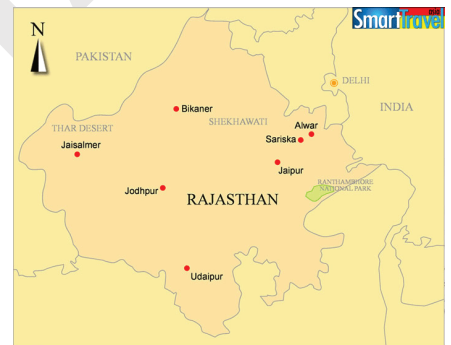 Smarttravel
N
PAKISTAN
DELHI
Bikaner
INDIA
SHEKHAWATI
THAR DESERT
Alwar
Sariska
Jaisalmer
Jaipur
RANTHAMBHORE
NATIONAL PARK
Jodhpur
RAJASTHAN
Udaipur